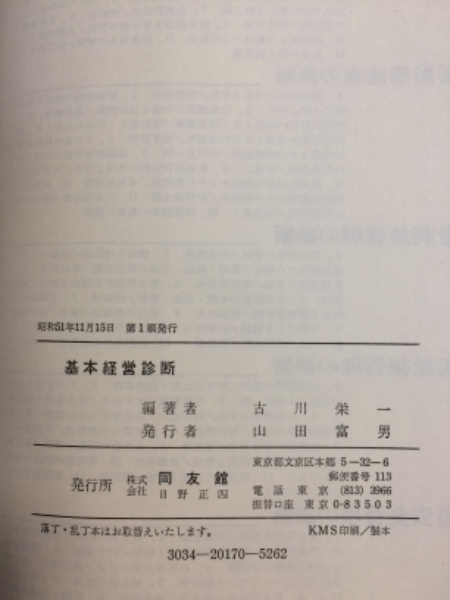 昭和51年11月15日 第1刷発行
基本経営診断
編著者 古川栄一
発行者 山田富男
発行所 株式会社 同友館
日野正四
東京都文京区本郷 5-32-6
郵便番号 113
電話 東京 (813) 3966
振替口座 東京 0-83503
落丁・乱丁本はお取替えいたします。 KMS印刷/製本
3034-20170-5262